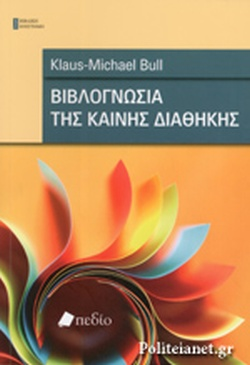 Klaus-Michael Bull
ΒΙΒΛΟΓΝΩΣΙΑ
ΤΗΣ ΚΑΙΝΗΣ ΔΙΑΘΗΚΗΣ
πεδίο
Politeianet.gr